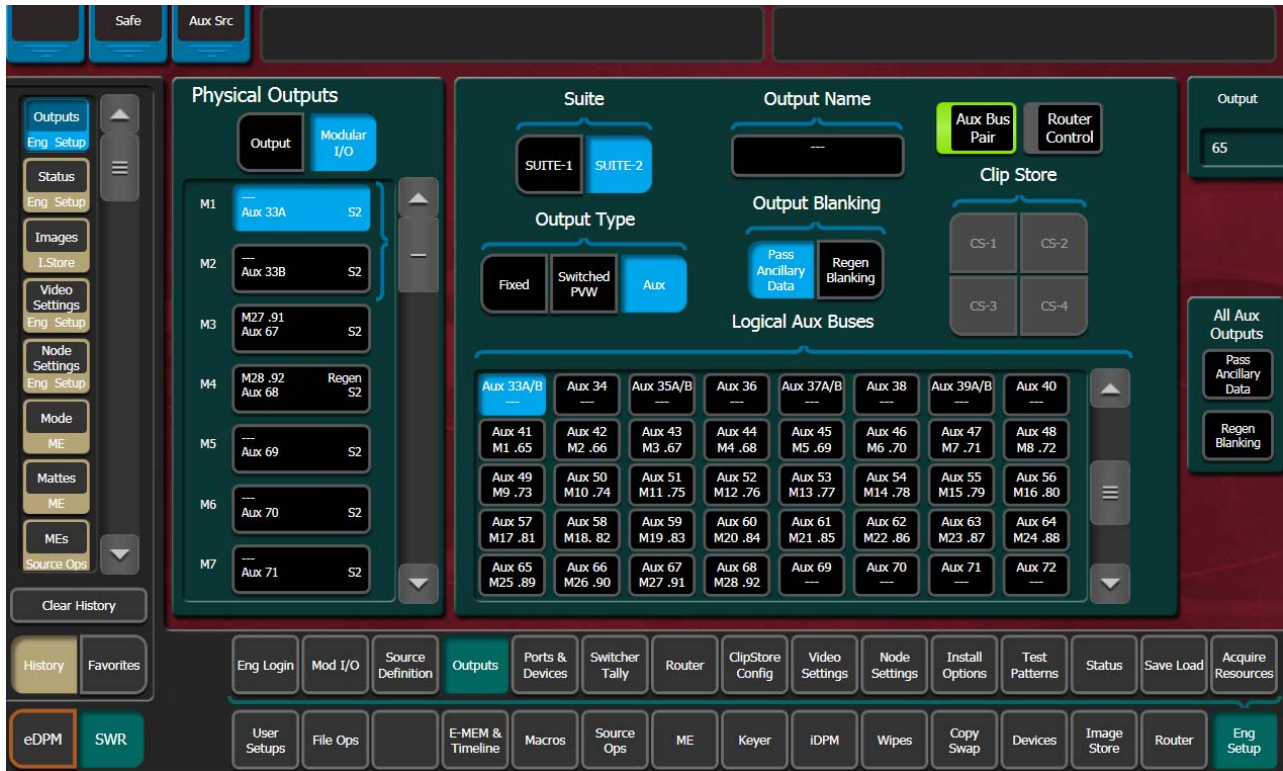 Safe
Aux Src
Outputs
Eng Setup
Status
Eng Setup
Images
I.Store
Video
Settings
Eng Setup
Node
Settings
Eng Setup
Mode
ME
Mattes
ME
MEs
Source Ops
Clear History
History
Favorites
eDPM
SWR
Physical Outputs
Output
Modular
I/O
M1
---
Aux 33A S2
M2
---
Aux 33B S2
M3
M27 .91
Aux 67 S2
M4
M28 .92 Regen
Aux 68 S2
M5
---
Aux 69 S2
M6
---
Aux 70 S2
M7
---
Aux 71 S2
Suite
SUITE-1
SUITE-2
Output Type
Fixed
Switched
PVW
Aux
Output Name
---
Output Blanking
Pass
Ancillary
Data
Regen
Blanking
Aux Bus
Pair
Router
Control
Clip Store
CS-1 CS-2
CS-3 CS-4
Logical Aux Buses
Aux 33A/B Aux 34 Aux 35A/B Aux 36 Aux 37A/B Aux 38 Aux 39A/B Aux 40
--- --- --- --- --- --- --- ---
Aux 41 Aux 42 Aux 43 Aux 44 Aux 45 Aux 46 Aux 47 Aux 48
M1 .65 M2 .66 M3 .67 M4 .68 M5 .69 M6 .70 M7 .71 M8 .72
Aux 49 Aux 50 Aux 51 Aux 52 Aux 53 Aux 54 Aux 55 Aux 56
M9 .73 M10 .74 M11 .75 M12 .76 M13 .77 M14 .78 M15 .79 M16 .80
Aux 57 Aux 58 Aux 59 Aux 60 Aux 61 Aux 62 Aux 63 Aux 64
M17 .81 M18. 82 M19 .83 M20 .84 M21 .85 M22 .86 M23 .87 M24 .88
Aux 65 Aux 66 Aux 67 Aux 68 Aux 69 Aux 70 Aux 71 Aux 72
M25 .89 M26 .90 M27 .91 M28 .92 --- --- --- ---
Output
65
All Aux
Outputs
Pass
Ancillary
Data
Regen
Blanking
Eng Login
Mod I/O
Source
Definition
Outputs
Ports &
Devices
Switcher
Tally
Router
ClipStore
Config
Video
Settings
Node
Settings
Install
Options
Test
Patterns
Status
Save Load
Acquire
Resources
User
Setups
File Ops
E-MEM &
Timeline
Macros
Source
Ops
ME
Keyer
iDPM
Wipes
Copy
Swap
Devices
Image
Store
Router
Eng
Setup